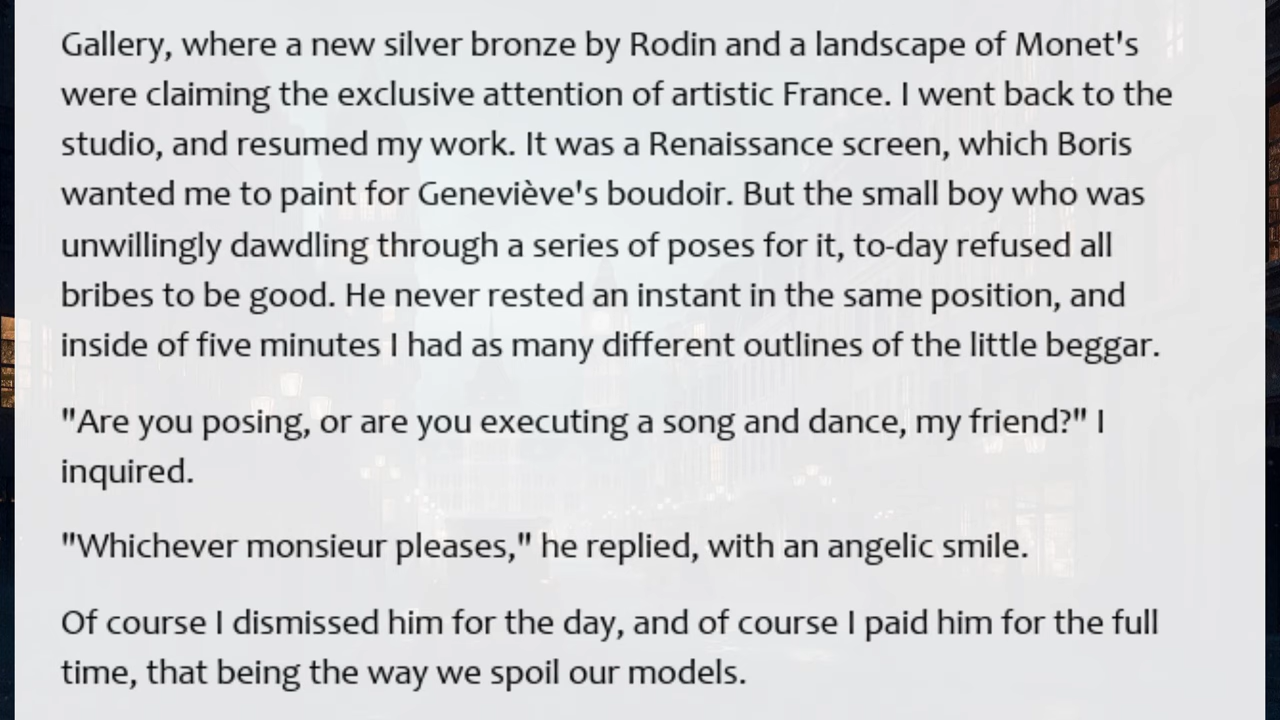 Gallery, where a new silver bronze by Rodin and a landscape of Monet's
were claiming the exclusive attention of artistic France. I went back to the
studio, and resumed my work. It was a Renaissance screen, which Boris
wanted me to paint for Geneviève's boudoir. But the small boy who was
unwillingly dawdling through a series of poses for it, to-day refused all
bribes to be good. He never rested an instant in the same position, and
inside of five minutes I had as many different outlines of the little beggar.
"Are you posing, or are you executing a song and dance, my friend?" I
inquired.
"Whichever monsieur pleases," he replied, with an angelic smile.
Of course I dismissed him for the day, and of course I paid him for the full
time, that being the way we spoil our models.